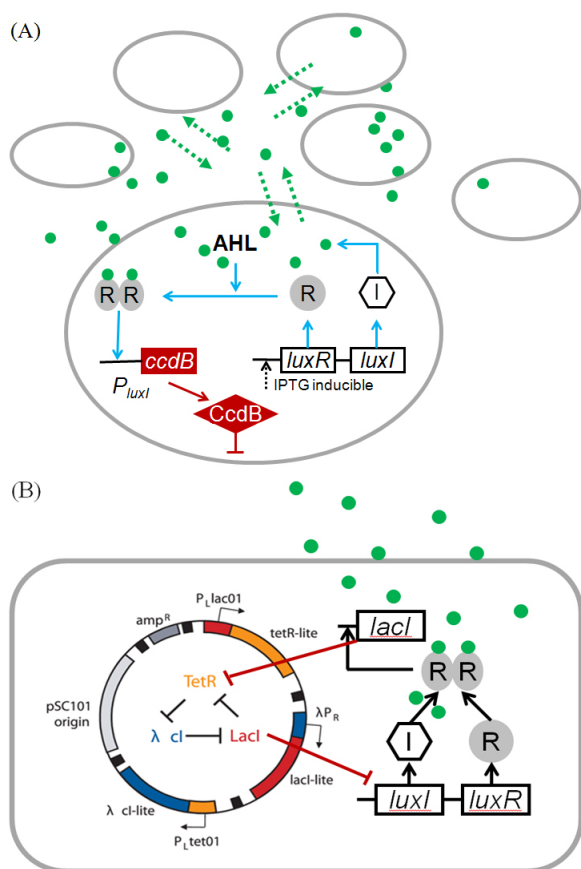 (A)
AHL
R R
R
I
ccdB
luxR
luxI
PluxI
IPTG inducible
CcdB
(B)
PLlac01
ampR
tetR-lite
lacI
TetR
R R
pSC101
origin
λPR
λ cI
LacI
I
R
lacI-lite
λ cI-lite
luxI
luxR
PLtet01